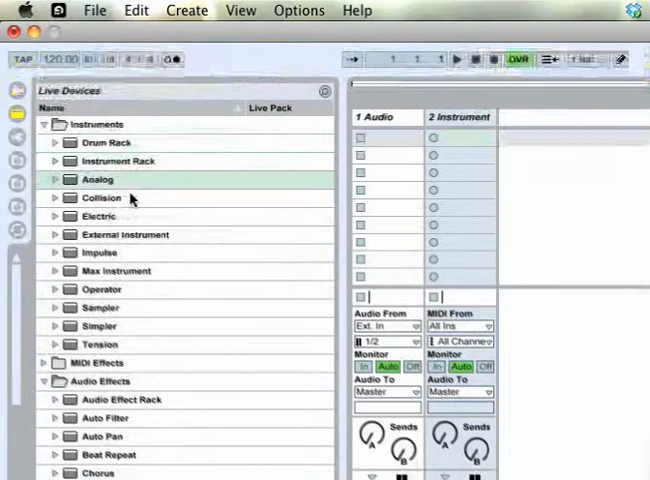 File Edit Create View Options Help
TAP 120.00 1 1 1 OVR
Live Devices
Name Live Pack
Instruments
Drum Rack
Instrument Rack
Analog
Collision
Electric
External Instrument
Impulse
Max Instrument
Operator
Sampler
Simpler
Tension
MIDI Effects
Audio Effects
Audio Effect Rack
Auto Filter
Auto Pan
Beat Repeat
Chorus
1 Audio 2 Instrument
Audio From MIDI From
Ext. In All Ins
1/2 All Channe
Monitor Monitor
In Auto Off In Auto Off
Audio To Audio To
Master Master
Sends Sends
A B A B